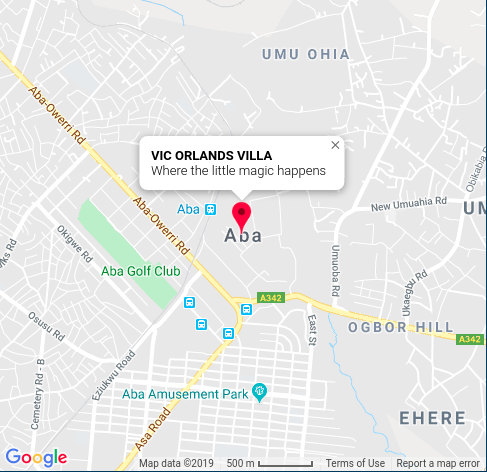 UMU OHIA
Aba-Owerri Rd
VIC ORLANDS VILLA
Where the little magic happens
Obikabia Rd
Aba
New Umuahia Rd
UM
Aba-Owerri Rd
Aba
Okigwe Rd
ks Rd
Aba Golf Club
Umuoba Rd
Ukaegbu Rd
A342
Osusu Rd
East St
OGBOR HILL
A342
Eziukwu Road
Cemetery Rd - B
Aba Amusement Park
Asa Road
EHERE
Google
Map data ©2019
500 m
Terms of Use
Report a map error